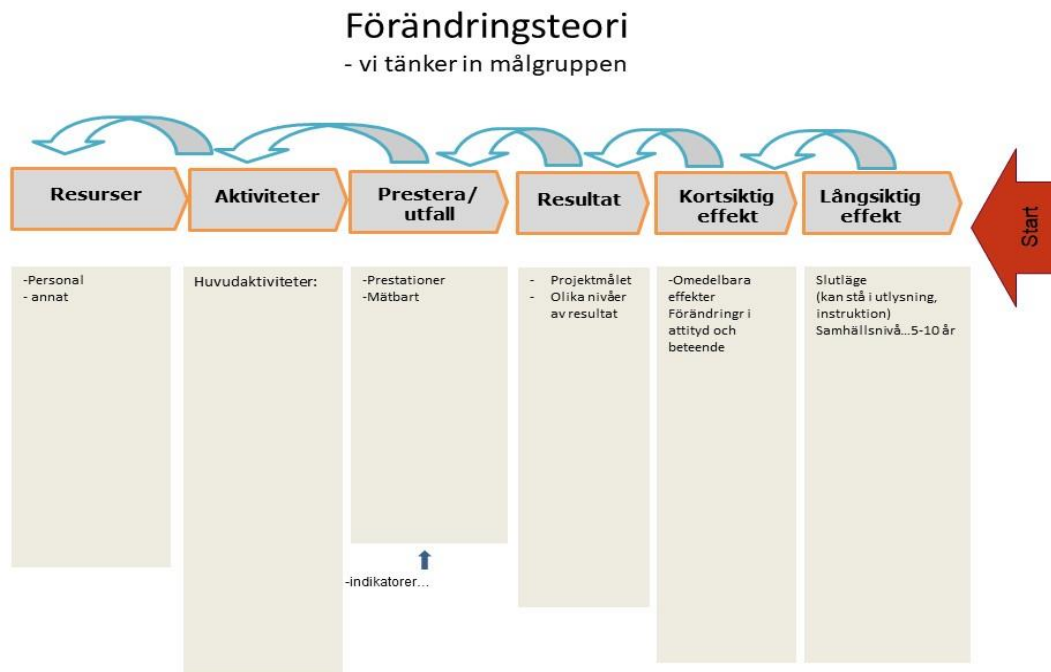 Förändringsteori
- vi tänker in målgruppen
Resurser
Aktiviteter
Prestera/
utfall
Resultat
Kortsiktig
effekt
Långsiktig
effekt
Start
-Personal
- annat
Huvudaktiviteter:
-Prestationer
- Mätbart
- Projektmålet
- Olika nivåer
av resultat
-Omedelbara
effekter
Förändringr i
attityd och
beteende
Slutläge
(kan stå i utlysning,
instruktion)
Samhällsnivå...5-10 år
-indikatorer...